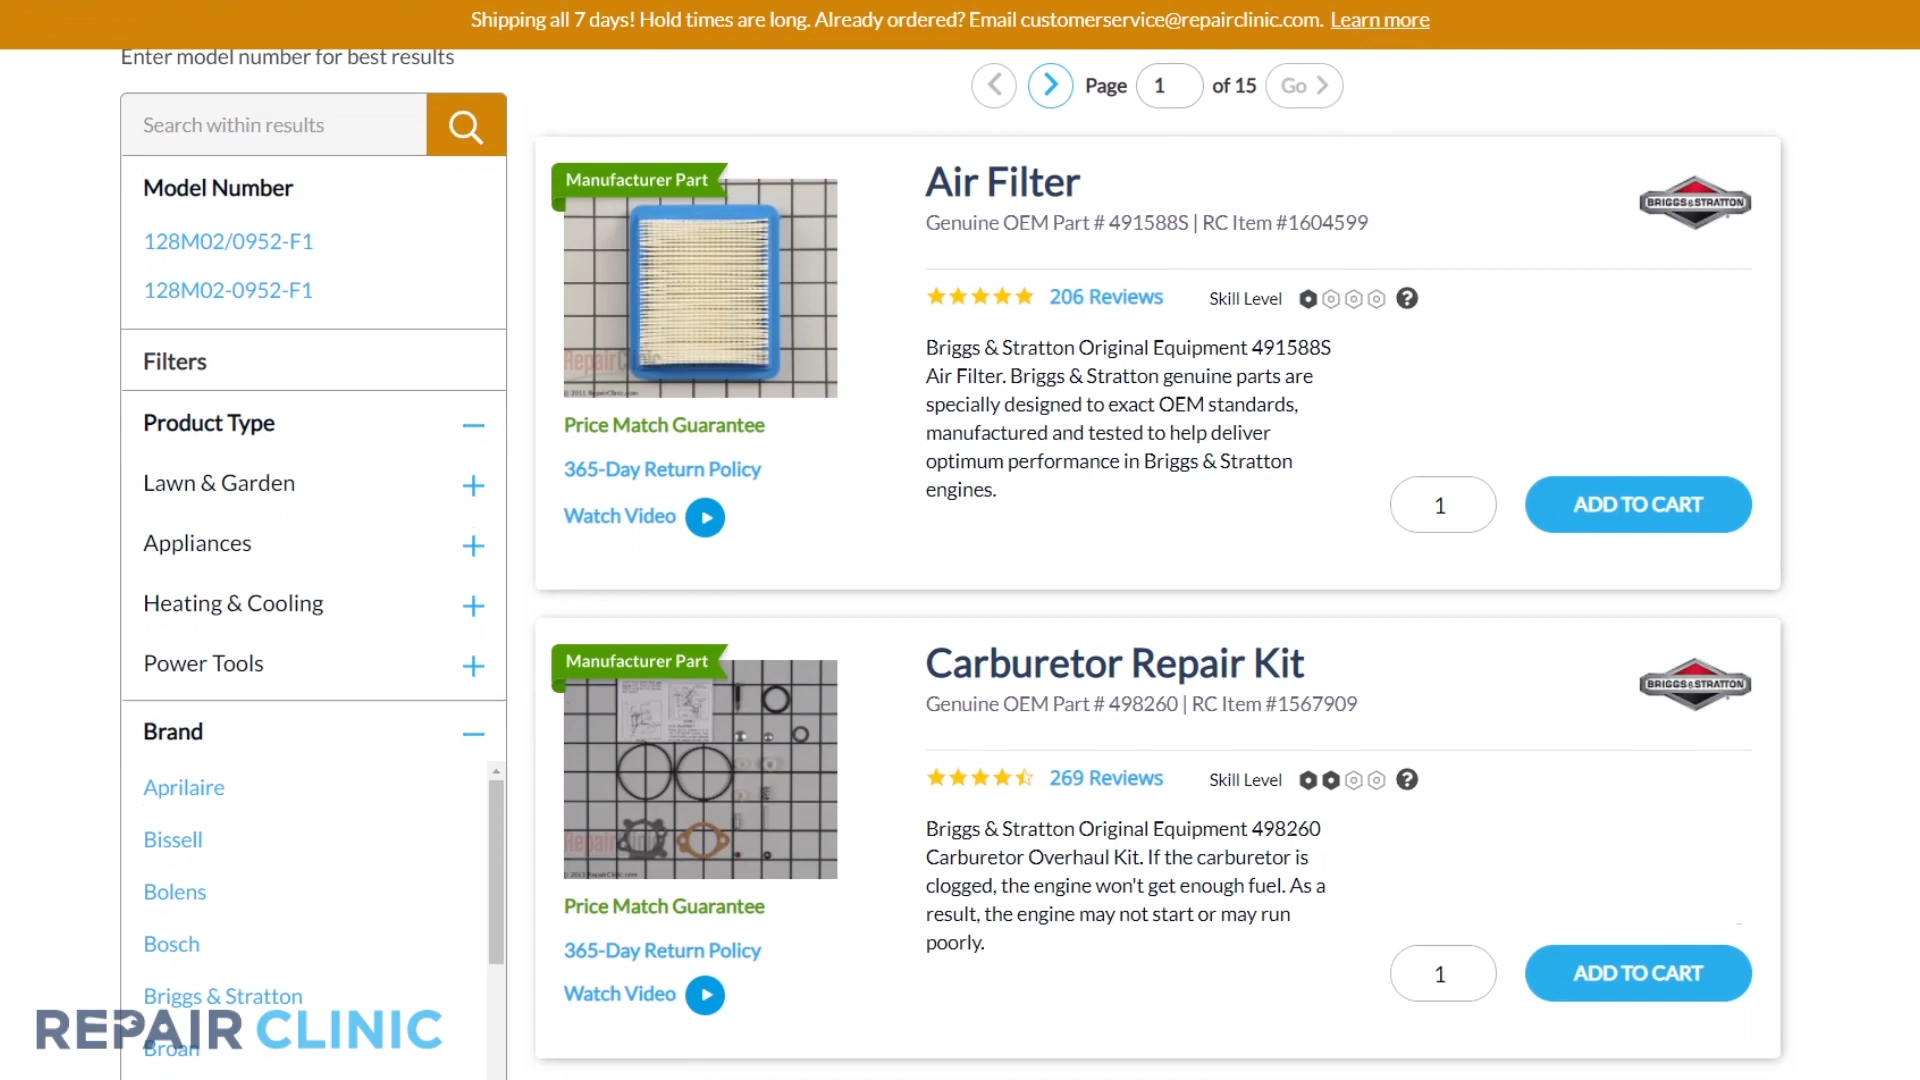 Shipping all 7 days! Hold times are long. Already ordered? Email customerservice@repairclinic.com. Learn more
Enter model number for best results
Search within results
Model Number
128M02/0952-F1
128M02-0952-F1
Filters
Product Type
Lawn & Garden
Appliances
Heating & Cooling
Power Tools
Brand
Aprilaire
Bissell
Bolens
Bosch
Briggs & Stratton
Broan
REPAIR CLINIC
Page 1 of 15 Go
Manufacturer Part
RepairClinic
© 2011 RepairClinic.com
Price Match Guarantee
365-Day Return Policy
Watch Video
Air Filter
Genuine OEM Part # 491588S | RC Item #1604599
BRIGGS & STRATTON
206 Reviews
Skill Level
?
Briggs & Stratton Original Equipment 491588S
Air Filter. Briggs & Stratton genuine parts are
specially designed to exact OEM standards,
manufactured and tested to help deliver
optimum performance in Briggs & Stratton
engines.
1
ADD TO CART
Manufacturer Part
RepairClinic
Price Match Guarantee
365-Day Return Policy
Watch Video
Carburetor Repair Kit
Genuine OEM Part # 498260 | RC Item #1567909
BRIGGS & STRATTON
269 Reviews
Skill Level
?
Briggs & Stratton Original Equipment 498260
Carburetor Overhaul Kit. If the carburetor is
clogged, the engine won't get enough fuel. As a
result, the engine may not start or may run
poorly.
1
ADD TO CART